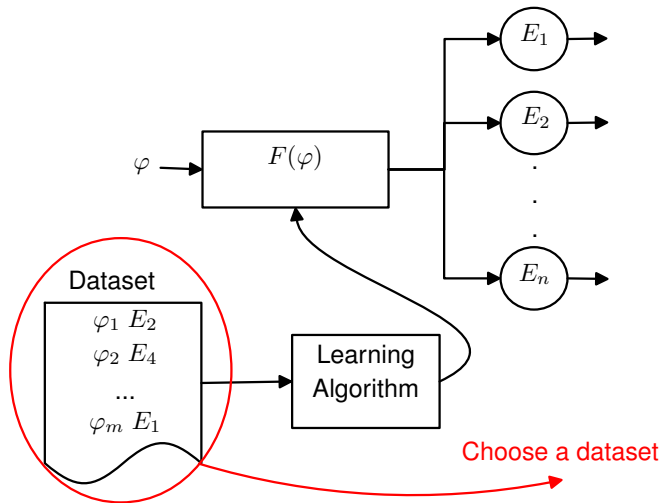 E₁
E₂
.
.
.
Eₙ
φ
F(φ)
Dataset
φ₁ E₂
φ₂ E₄
...
φₘ E₁
Learning
Algorithm
Choose a dataset